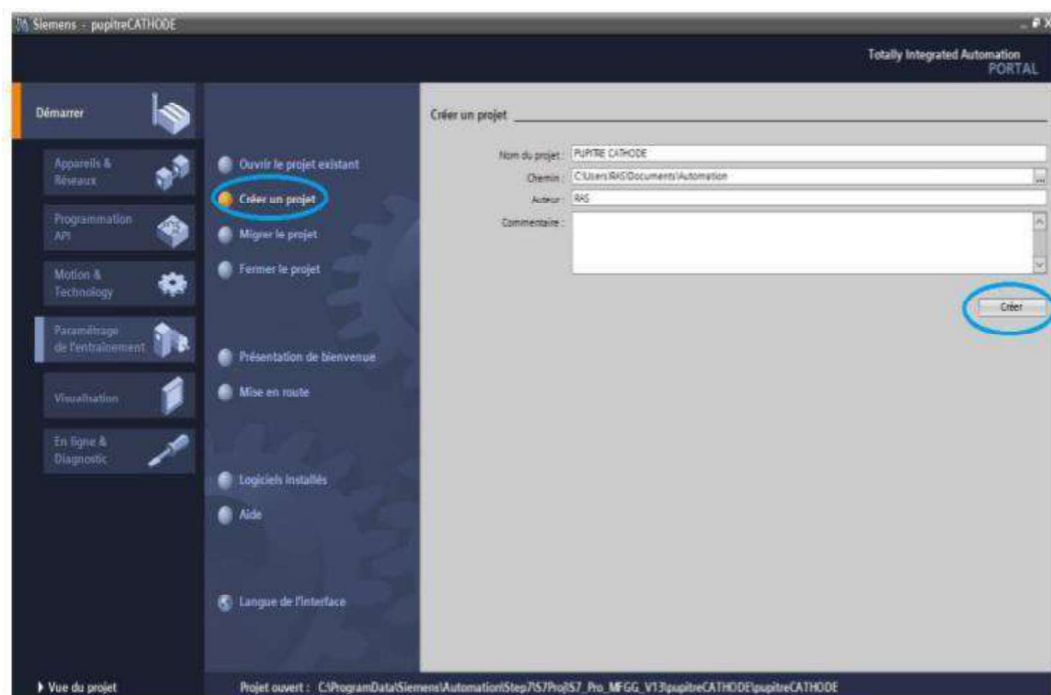 Siemens - pupitreCATHODE
Totally Integrated Automation
PORTAL
Démarrer
Appareils &
Réseaux
Programmation
API
Motion &
Technology
Paramétrage
de l'entraînement
Visualisation
En ligne &
Diagnostic
Ouvrir le projet existant
Créer un projet
Migrer le projet
Fermer le projet
Présentation de bienvenue
Mise en route
Logiciels installés
Aide
Langue de l'interface
Créer un projet
Nom du projet : PUPITRE CATHODE
Chemin : C:\Users\RAS\Documents\Automation
...
Auteur : RAS
Commentaire :
Créer
Vue du projet
Projet ouvert : C:\ProgramData\Siemens\Automation\Step7\S7Proj\S7_Pro_MFGG_V13\pupitreCATHODE\pupitreCATHODE